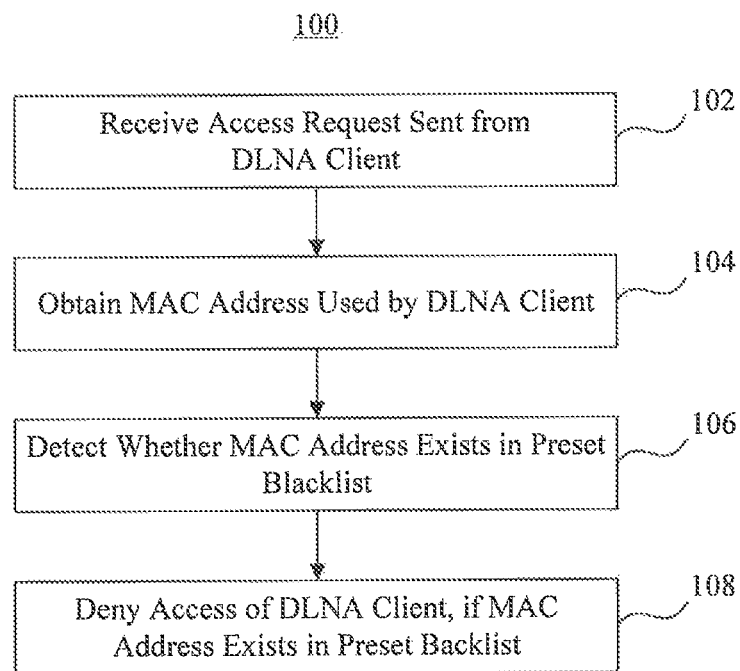 100
Receive Access Request Sent from
DLNA Client
102
Obtain MAC Address Used by DLNA Client
104
Detect Whether MAC Address Exists in Preset
Blacklist
106
Deny Access of DLNA Client, if MAC
Address Exists in Preset Backlist
108